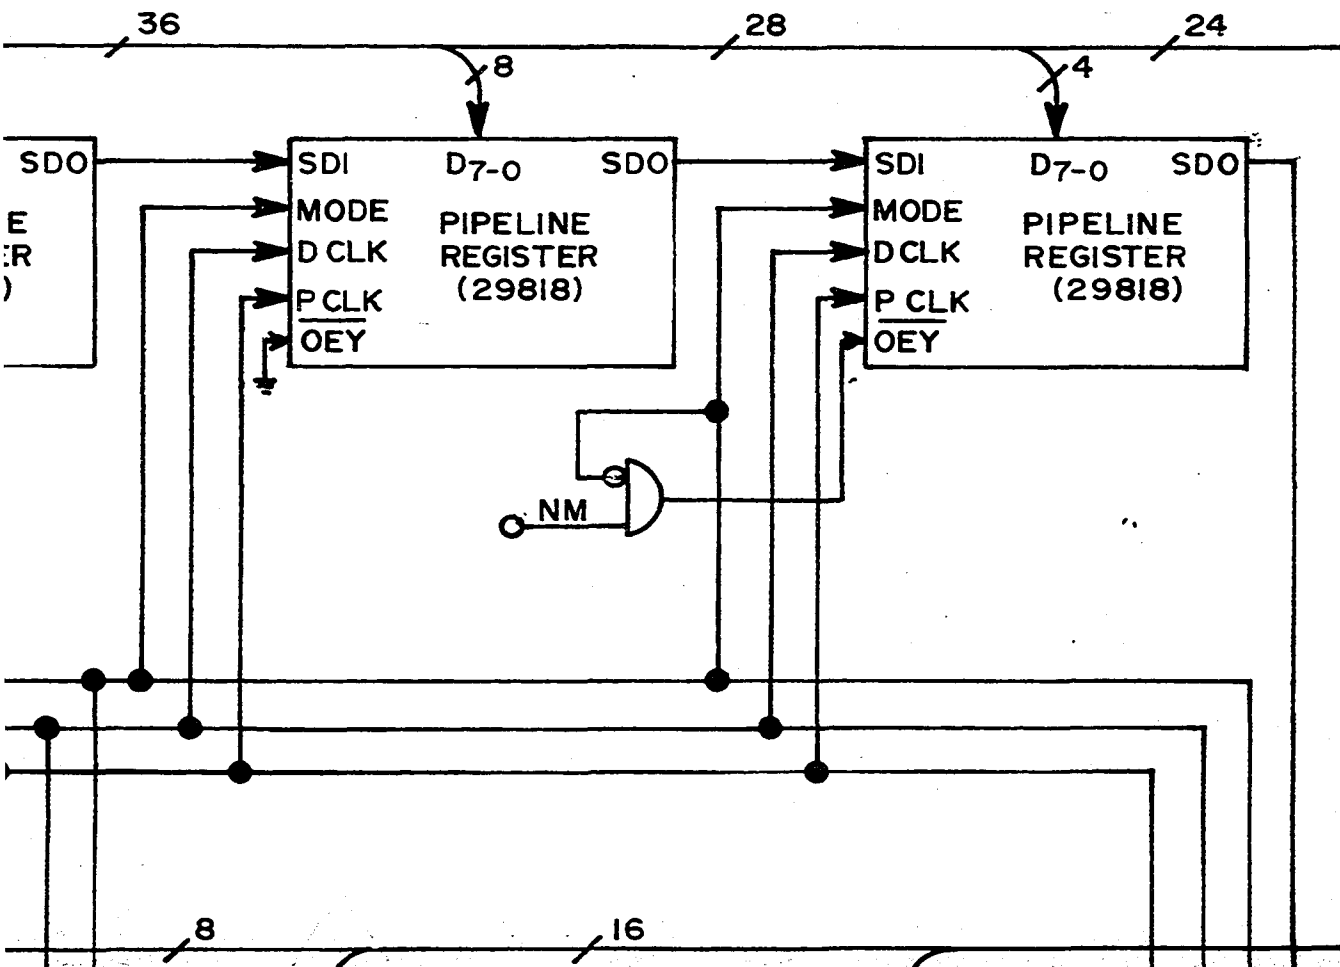 36
28
24
8
4
SDO
SDI D7-0 SDO
SDI D7-0 SDO
E
ER
)
MODE
D CLK
P CLK
OEY
PIPELINE
REGISTER
(29818)
MODE
D CLK
P CLK
OEY
PIPELINE
REGISTER
(29818)
NM
8
16